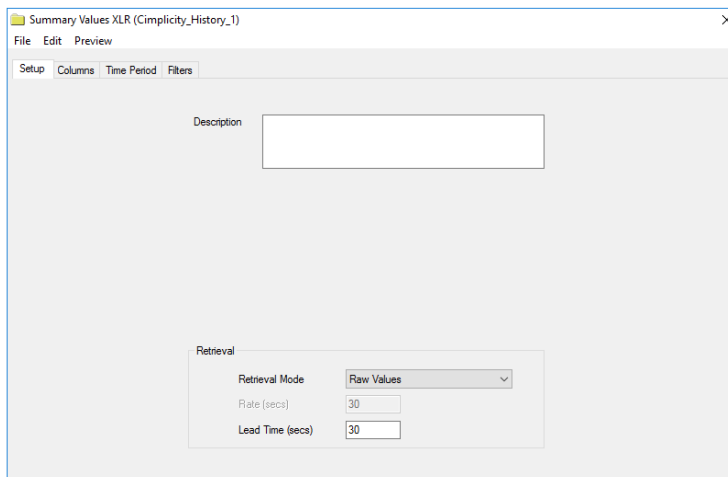 Summary Values XLR (Cimplicity_History_1)
File Edit Preview
Setup Columns Time Period Filters
Description
Retrieval
Retrieval Mode Raw Values
Rate (secs) 30
Lead Time (secs) 30